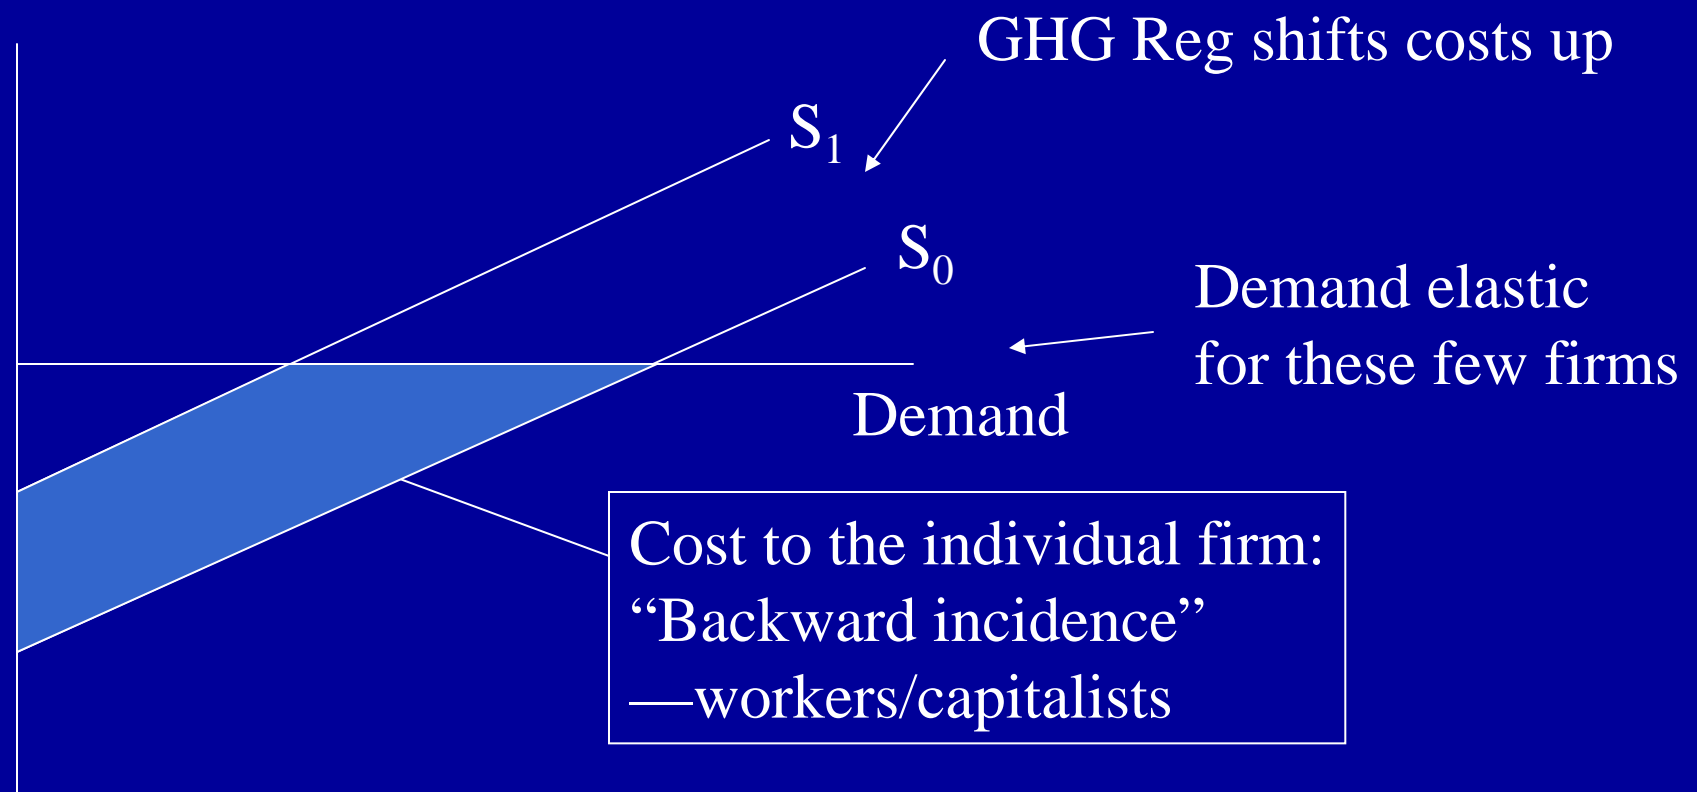 GHG Reg shifts costs up
S₁
S₀
Demand elastic
for these few firms
Demand
Cost to the individual firm:
“Backward incidence”
—workers/capitalists